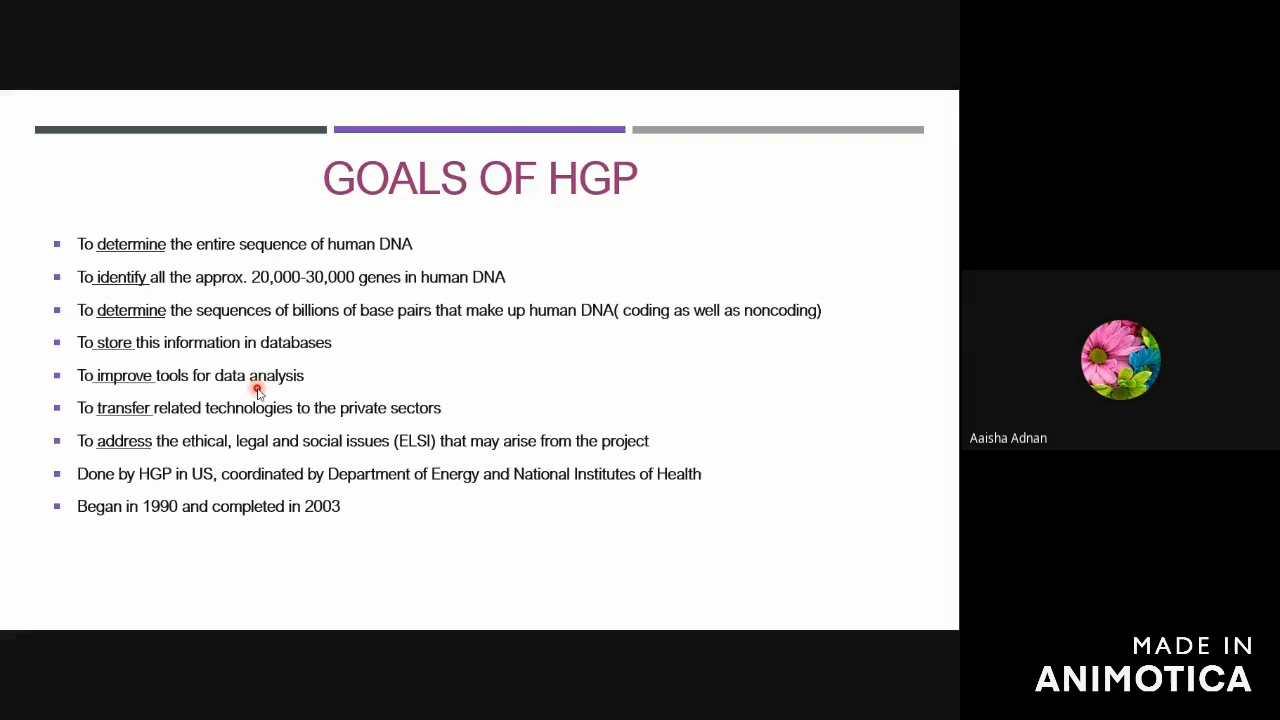 GOALS OF HGP
To determine the entire sequence of human DNA
To identify all the approx. 20,000-30,000 genes in human DNA
To determine the sequences of billions of base pairs that make up human DNA( coding as well as noncoding)
To store this information in databases
To improve tools for data analysis
To transfer related technologies to the private sectors
To address the ethical, legal and social issues (ELSI) that may arise from the project
Done by HGP in US, coordinated by Department of Energy and National Institutes of Health
Began in 1990 and completed in 2003
Aaisha Adnan
MADE IN
ANIMOTICA